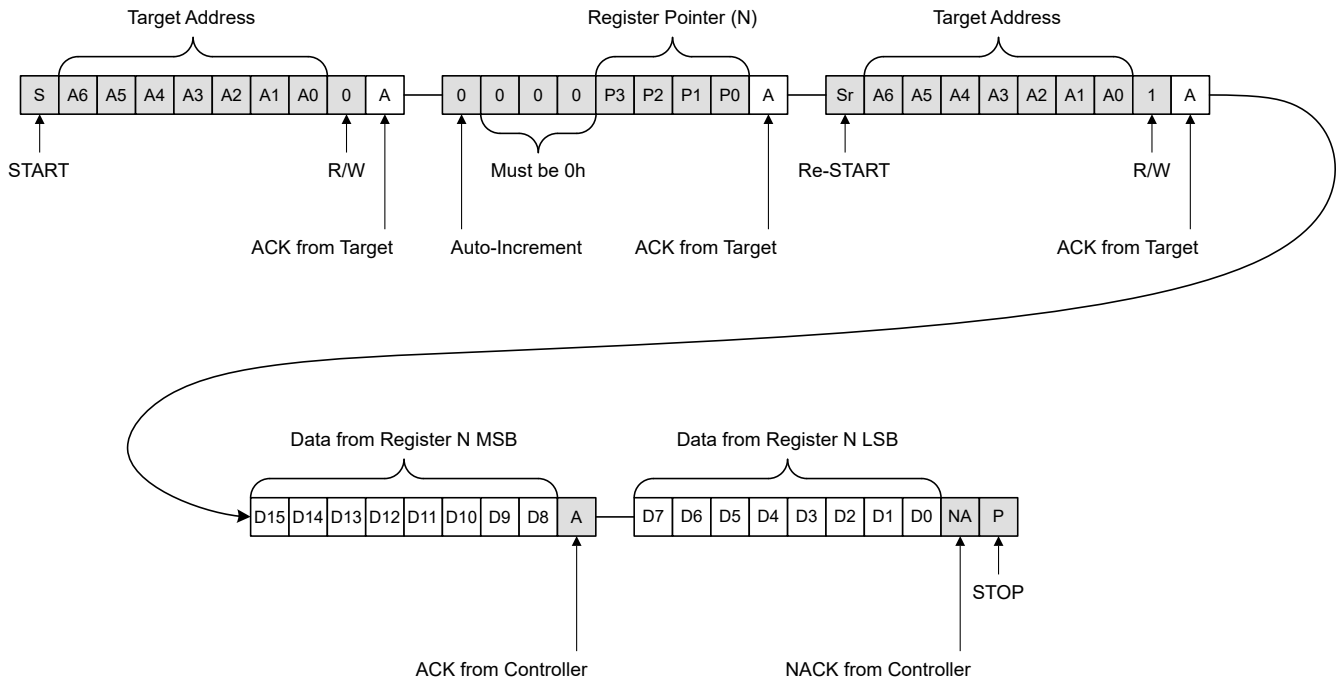 Target Address Register Pointer (N) Target Address
S A6 A5 A4 A3 A2 A1 A0 0 A 0 0 0 0 P3 P2 P1 P0 A Sr A6 A5 A4 A3 A2 A1 A0 1 A
START R/W Must be 0h Re-START R/W
ACK from Target Auto-Increment ACK from Target ACK from Target
Data from Register N MSB Data from Register N LSB
D15 D14 D13 D12 D11 D10 D9 D8 A D7 D6 D5 D4 D3 D2 D1 D0 NA P
STOP
ACK from Controller NACK from Controller